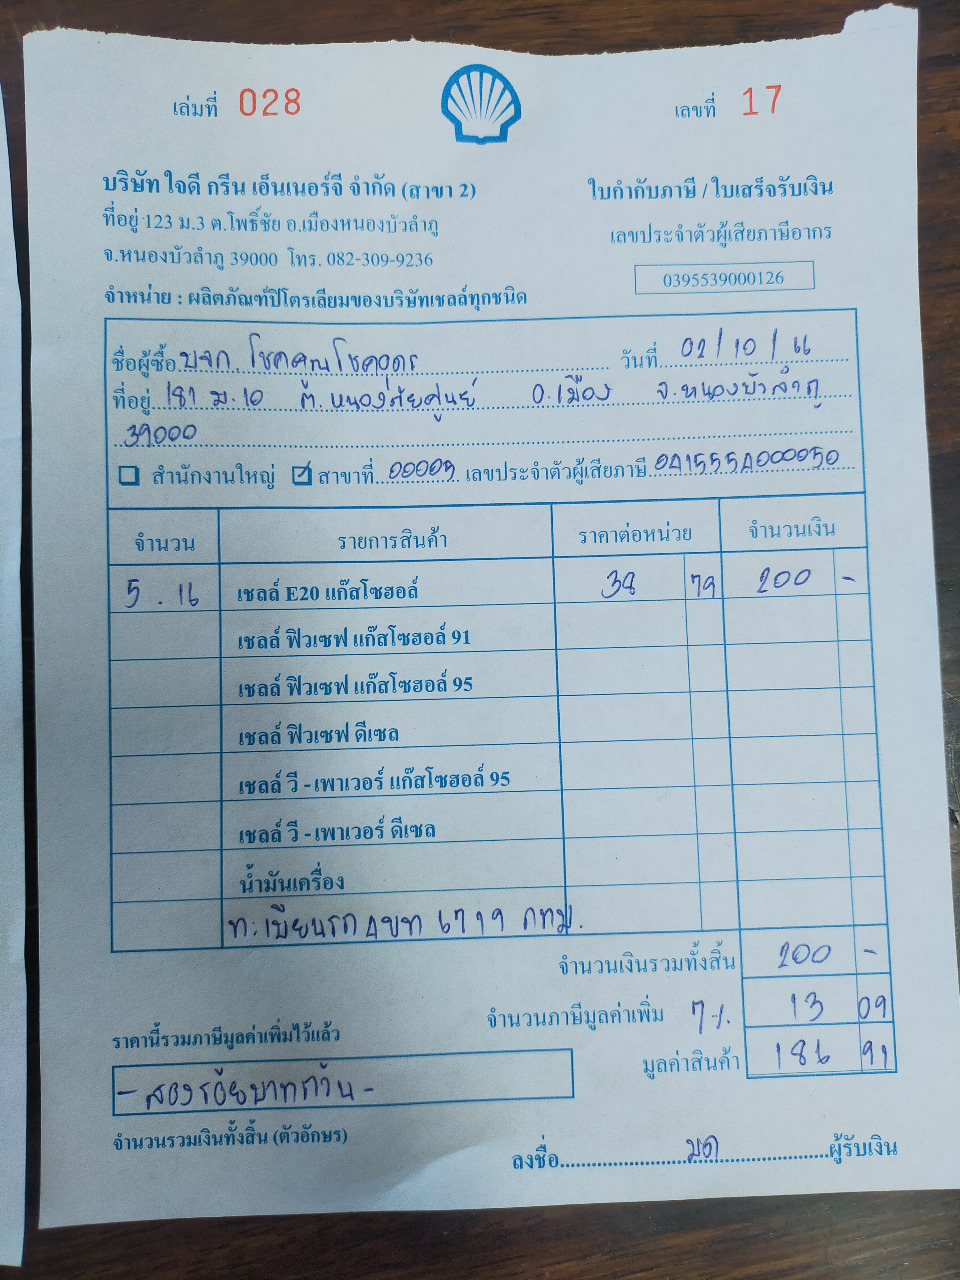 เล่มที่ 028 เลขที่ 17
บริษัท ใจดี กรีน เอ็นเนอร์จี จำกัด (สาขา 2) ใบกำกับภาษี / ใบเสร็จรับเงิน
ที่อยู่ 123 ม.3 ต.โพธิ์ชัย อ.เมืองหนองบัวลำภู เลขประจำตัวผู้เสียภาษีอากร
จ.หนองบัวลำภู 39000 โทร. 082-309-9236 0395539000126
จำหน่าย : ผลิตภัณฑ์ปิโตรเลียมของบริษัทเชลล์ทุกชนิด
ชื่อผู้ซื้อ บจก. โชคคูณโชคอุดร วันที่ 02/10/66
ที่อยู่ 181 ม.10 ต.หนองภัยศูนย์ อ.เมือง จ.หนองบัวลำภู
39000
สำนักงานใหญ่ สาขาที่ 00003 เลขประจำตัวผู้เสียภาษี 0415554000050
จำนวน รายการสินค้า ราคาต่อหน่วย จำนวนเงิน
5.16 เชลล์ E20 แก๊สโซฮอล์ 38 79 200 -
เชลล์ ฟิวเซฟ แก๊สโซฮอล์ 91
เชลล์ ฟิวเซฟ แก๊สโซฮอล์ 95
เชลล์ ฟิวเซฟ ดีเซล
เชลล์ วี - เพาเวอร์ แก๊สโซฮอล์ 95
เชลล์ วี - เพาเวอร์ ดีเซล
น้ำมันเครื่อง
ทะเบียนรถ 4ขท 6719 กทม.
จำนวนเงินรวมทั้งสิ้น 200 -
จำนวนภาษีมูลค่าเพิ่ม 7% 13 09
ราคานี้รวมภาษีมูลค่าเพิ่มไว้แล้ว
มูลค่าสินค้า 186 91
- สองร้อยบาทถ้วน -
จำนวนรวมเงินทั้งสิ้น (ตัวอักษร)
ลงชื่อ มด ผู้รับเงิน